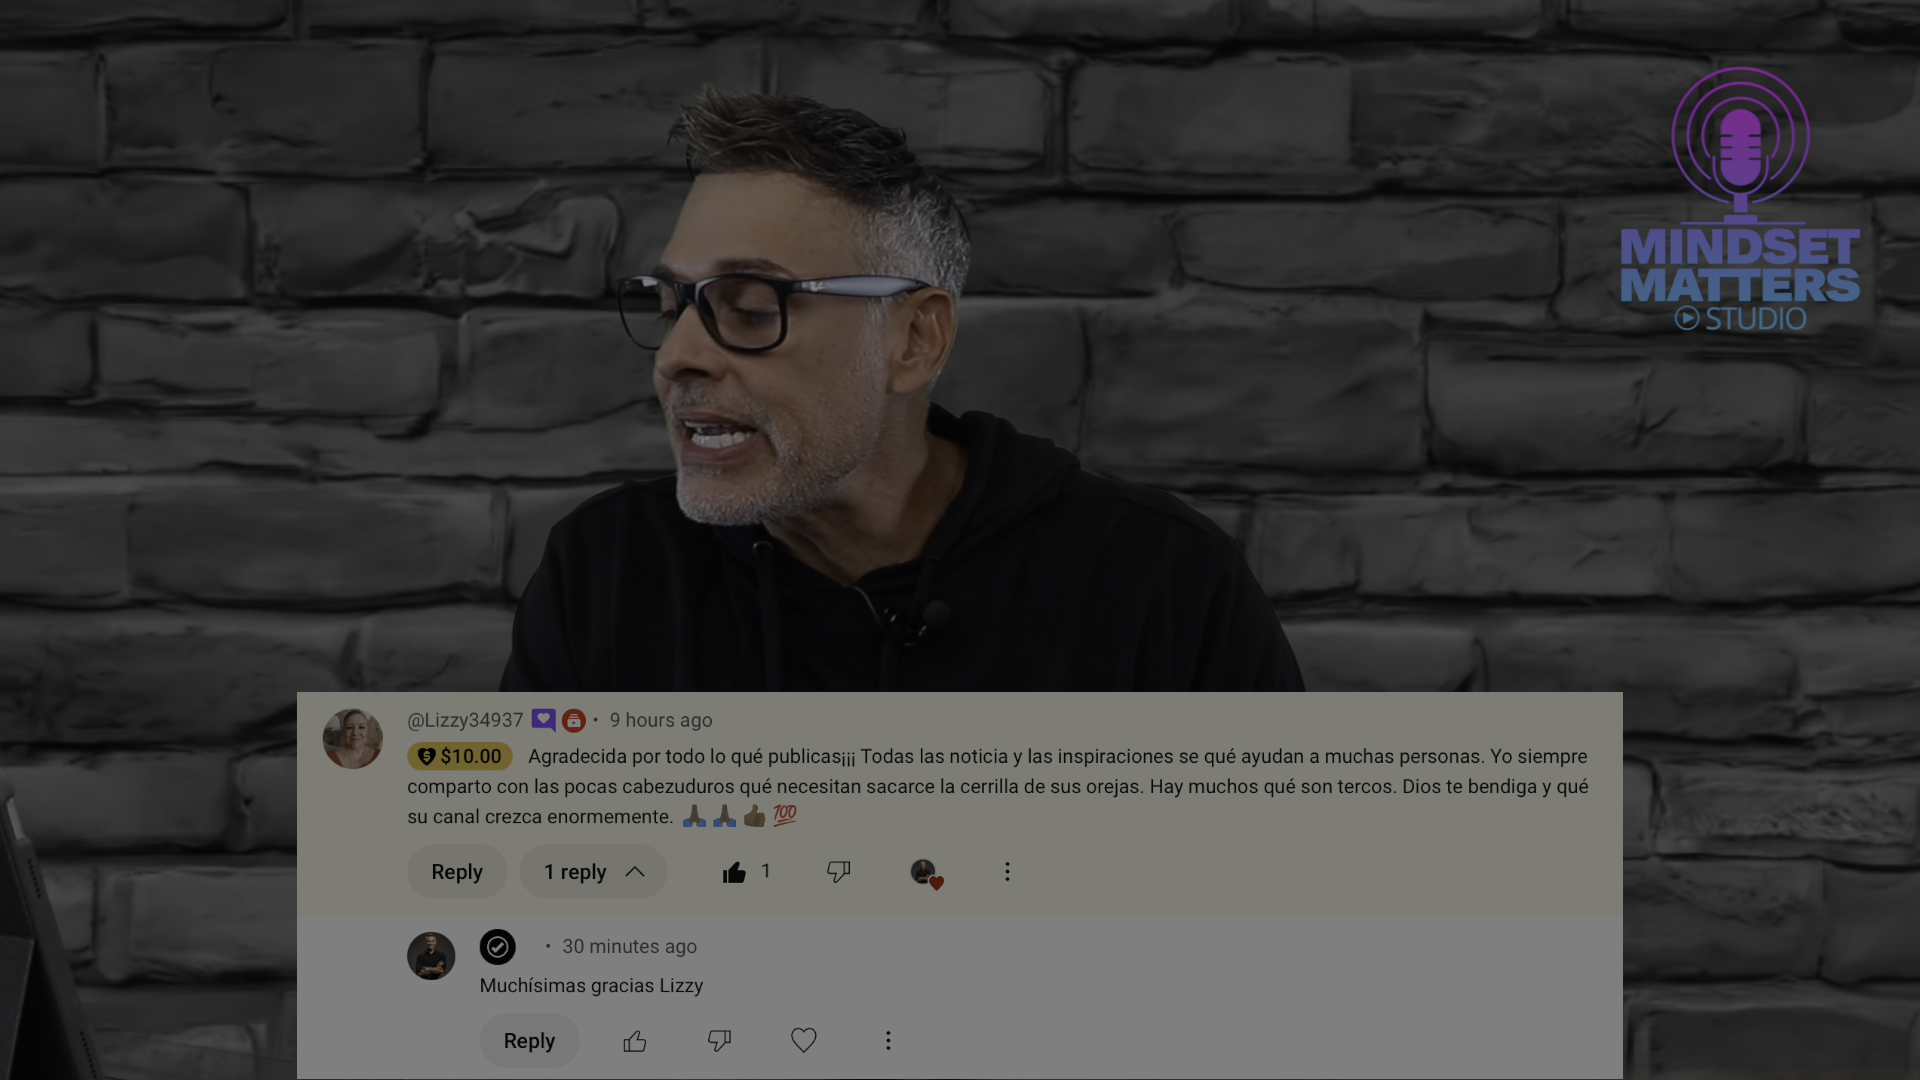 MINDSET
MATTERS
STUDIO
@Lizzy34937 • 9 hours ago
$10.00 Agradecida por todo lo qué publicas¡¡¡ Todas las noticia y las inspiraciones se qué ayudan a muchas personas. Yo siempre
comparto con las pocas cabezuduros qué necesitan sacarce la cerrilla de sus orejas. Hay muchos qué son tercos. Dios te bendiga y qué
su canal crezca enormemente. 🙏🏽🙏🏽👍🏽💯
Reply 1 reply 1
• 30 minutes ago
Muchísimas gracias Lizzy
Reply